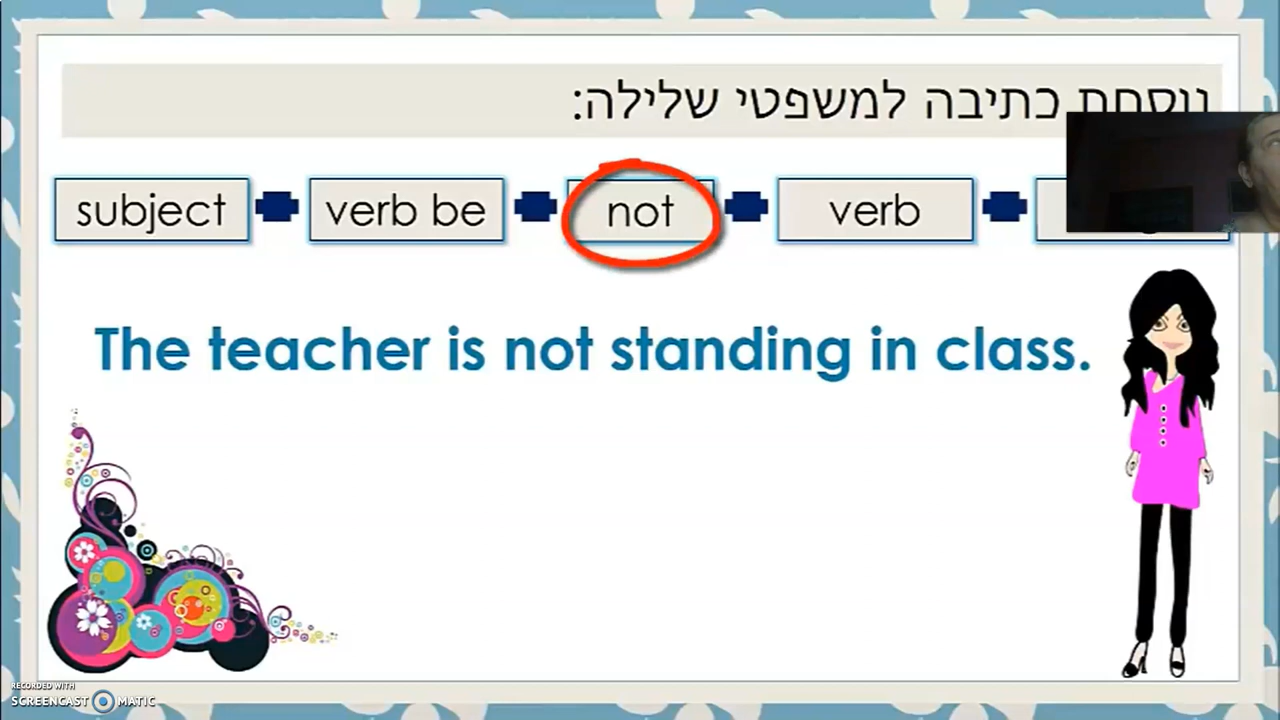 כתיבה למשפטי שלילה:
subject verb be not verb
The teacher is not standing in class.
RECORDED WITH
SCREENCAST MATIC